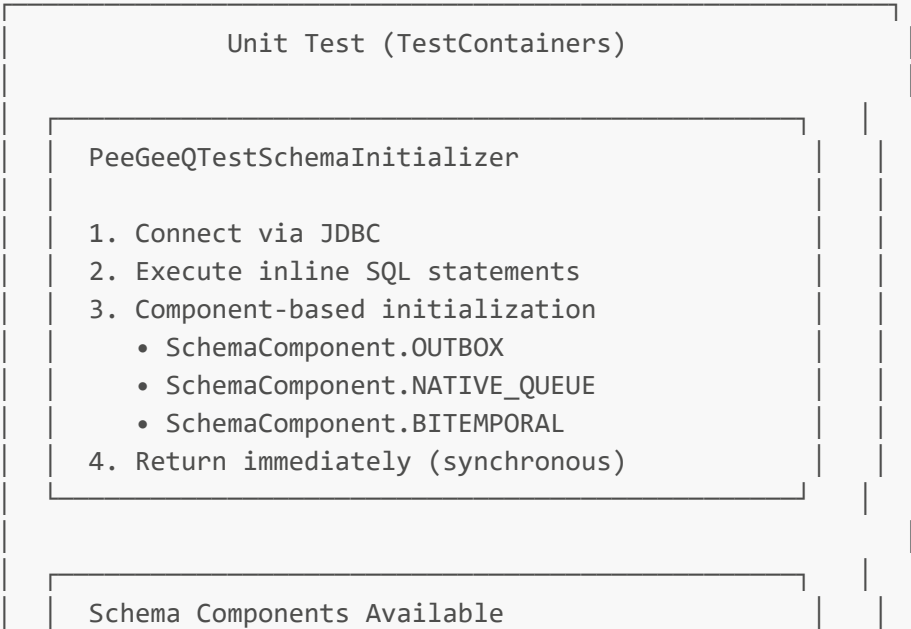 Unit Test (TestContainers)
PeeGeeQTestSchemaInitializer
1. Connect via JDBC
2. Execute inline SQL statements
3. Component-based initialization
• SchemaComponent.OUTBOX
• SchemaComponent.NATIVE_QUEUE
• SchemaComponent.BITEMPORAL
4. Return immediately (synchronous)
Schema Components Available